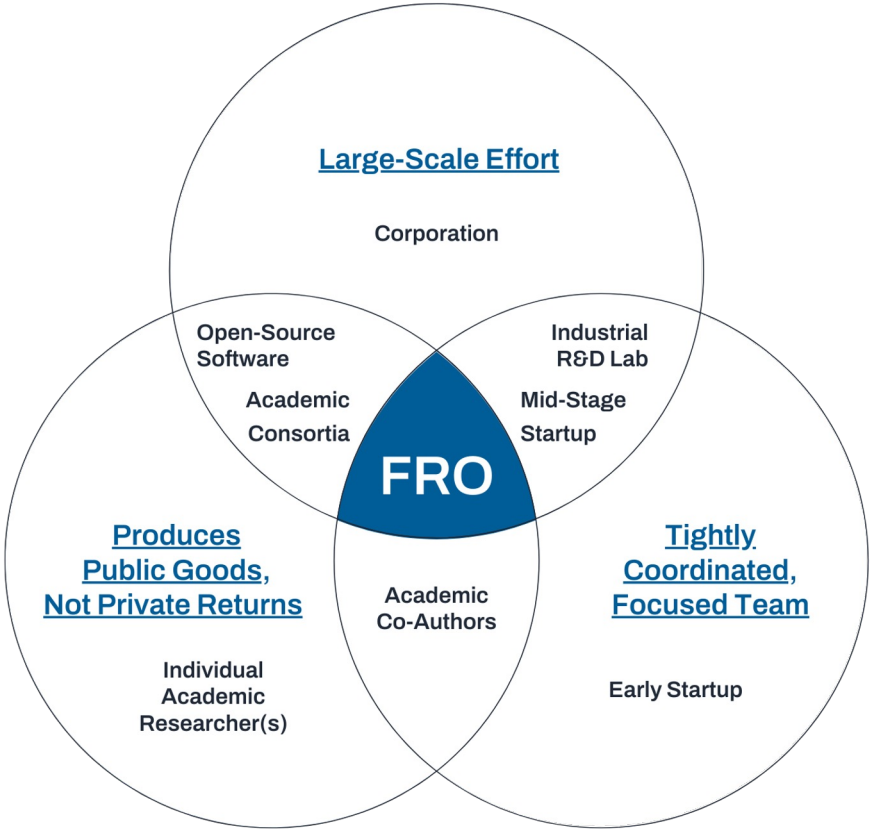 Large-Scale Effort
Corporation
Open-Source
Software
Academic
Consortia
Industrial
R&D Lab
Mid-Stage
Startup
FRO
Produces
Public Goods,
Not Private Returns
Individual
Academic
Researcher(s)
Academic
Co-Authors
Tightly
Coordinated,
Focused Team
Early Startup